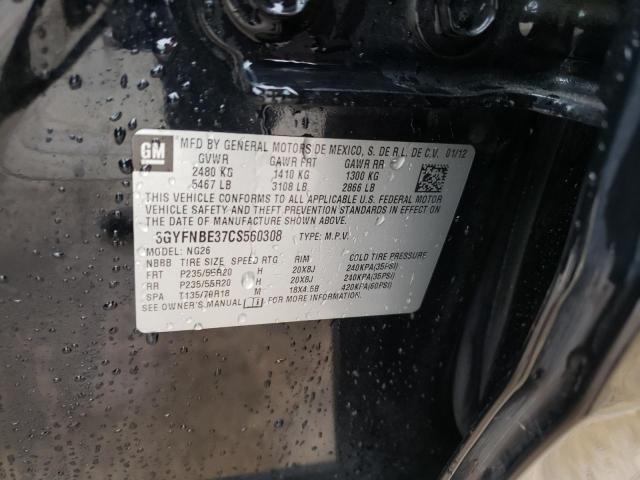 GM
MFD BY GENERAL MOTORS DE MEXICO, S. DE R.L. DE C.V. 01/12
GVWR GAWR FRT GAWR RR
2480 KG 1410 KG 1300 KG
5467 LB 3108 LB 2866 LB
THIS VEHICLE CONFORMS TO ALL APPLICABLE U.S. FEDERAL MOTOR
VEHICLE SAFETY, BUMPER, AND THEFT PREVENTION STANDARDS
IN EFFECT ON THE DATE OF MANUFACTURE SHOWN ABOVE.
3GYFNBE37CS560308 TYPE: M.P.V.
MODEL: NG26
NBBB TIRE SIZE SPEED RTG RIM COLD TIRE PRESSURE
FRT P235/55R20 H 20X8J 240KPA(35PSI)
RR P235/55R20 H 20X8J 240KPA(35PSI)
SPA T135/70R18 M 18X4.5B 420KPA(60PSI)
SEE OWNER'S MANUAL FOR MORE INFORMATION.